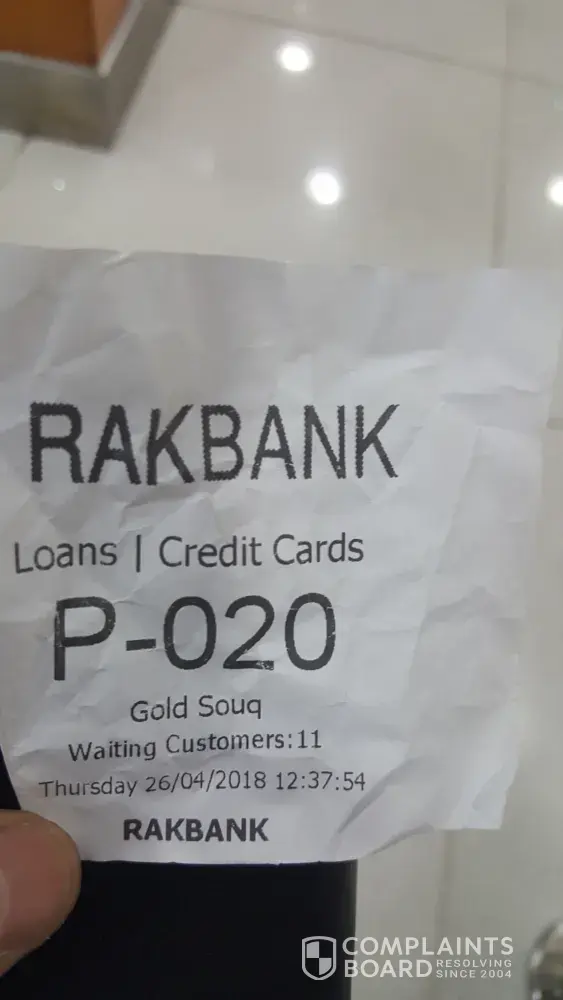 RAKBANK
Loans | Credit Cards
P-020
Gold Souq
Waiting Customers:11
Thursday 26/04/2018 12:37:54
RAKBANK
COMPLAINTS
BOARD RESOLVING
SINCE 2004